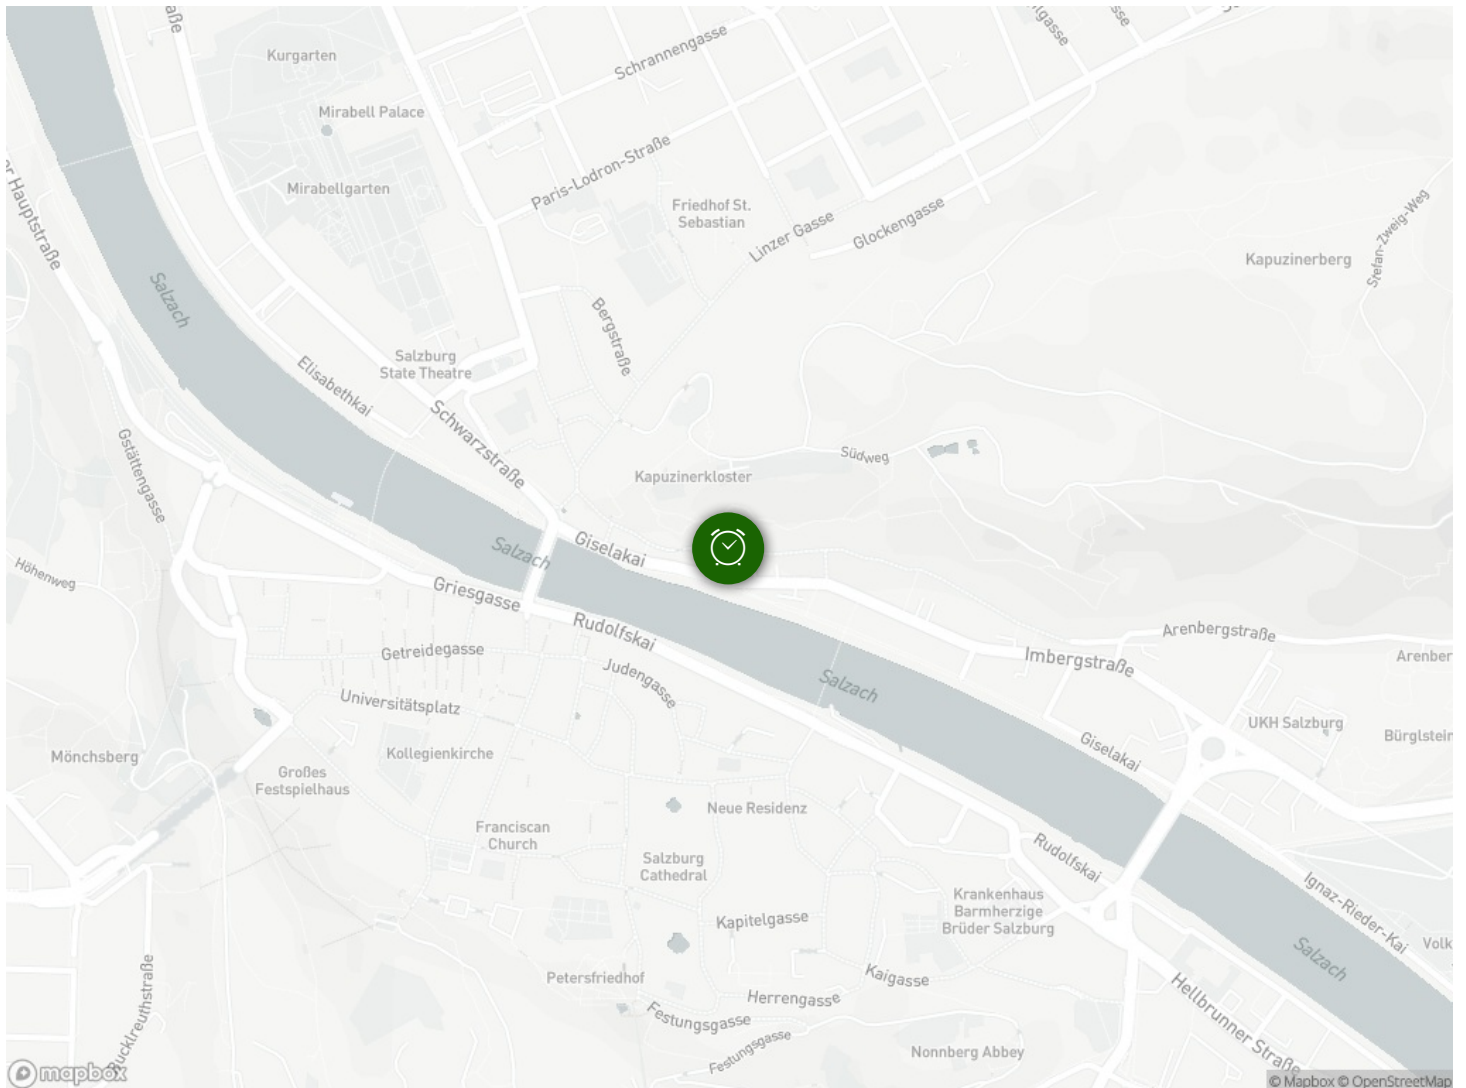 Kurgarten
Schrannengasse
Mirabell Palace
Paris-Lodron-Straße
Mirabellgarten
Friedhof St.
Sebastian
Linzer Gasse
Glockengasse
Stefan-Zweig-Weg
Kapuzinerberg
Salzach
Bergstraße
Salzburg
State Theatre
Elisabethkai
Schwarzstraße
Gstättengasse
Südweg
Kapuzinerkloster
Salzach
Giselakai
Höhenweg
Griesgasse
Rudolfskai
Arenbergstraße
Getreidegasse
Imbergstraße
Arenber
Judengasse
Salzach
Universitätsplatz
UKH Salzburg
Giselakai
Bürglstein
Mönchsberg
Kollegienkirche
Großes
Festspielhaus
Neue Residenz
Franciscan
Church
Rudolfskai
Salzburg
Cathedral
Ignaz-Rieder-Kai
Krankenhaus
Barmherzige
Brüder Salzburg
Kapitelgasse
Volk
Salzach
Petersfriedhof
Kaigasse
Herrengasse
Hellbrunner Straße
Festungsgasse
Festungsgasse
Nonnberg Abbey
Bucklreuthstraße
mapbox
© Mapbox © OpenStreetMap